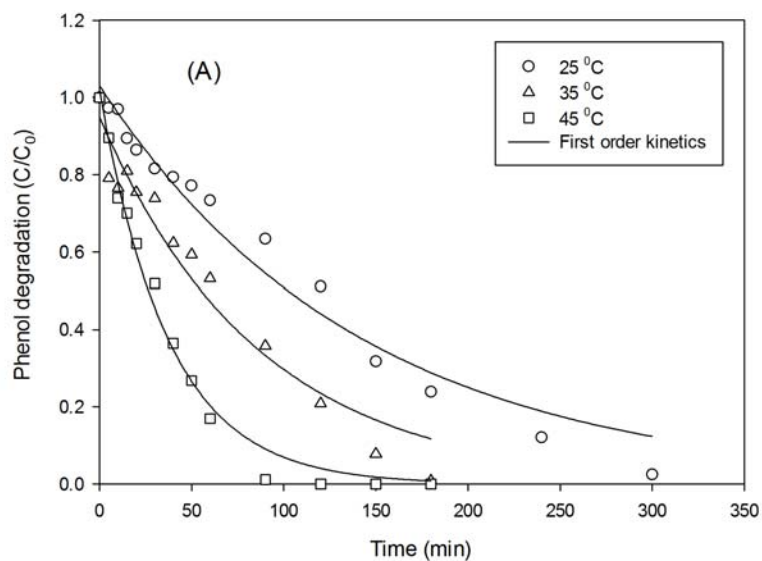 1.2
(A)
25 ⁰C
35 ⁰C
45 ⁰C
First order kinetics
1.0
0.8
0.6
0.4
0.2
0.0
Phenol degradation (C/C₀)
0 50 100 150 200 250 300 350
Time (min)